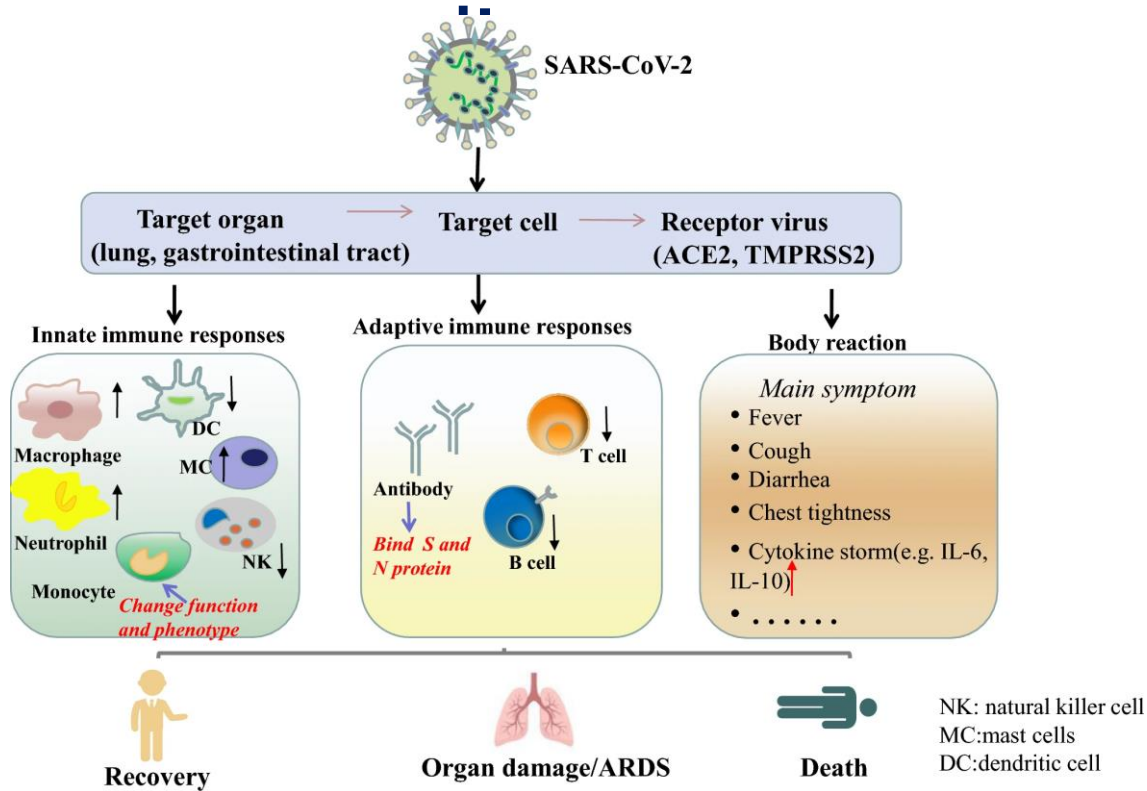 SARS-CoV-2
Target organ
(lung, gastrointestinal tract)
Target cell
Receptor virus
(ACE2, TMPRSS2)
Innate immune responses
Macrophage
DC
MC
Neutrophil
NK
Monocyte
Change function
and phenotype
Adaptive immune responses
Antibody
T cell
Bind S and
N protein
B cell
Body reaction
Main symptom
• Fever
• Cough
• Diarrhea
• Chest tightness
• Cytokine storm(e.g. IL-6,
IL-10)
• . . . . . .
Recovery
Organ damage/ARDS
Death
NK: natural killer cell
MC:mast cells
DC:dendritic cell